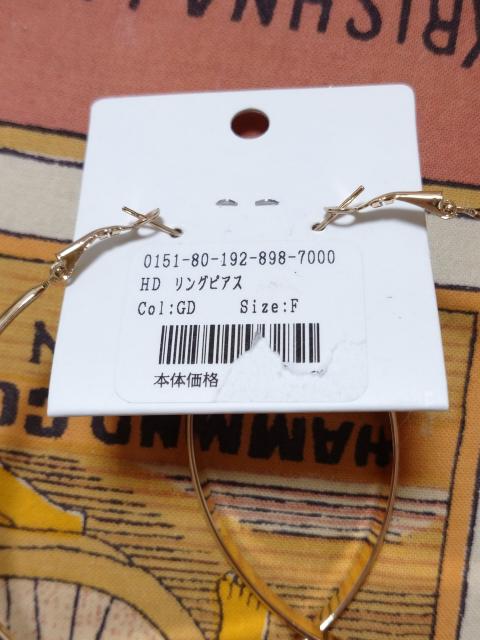 KRISHNA
0151-80-192-898-7000
HD リングピアス
Col:GD Size:F
本体価格